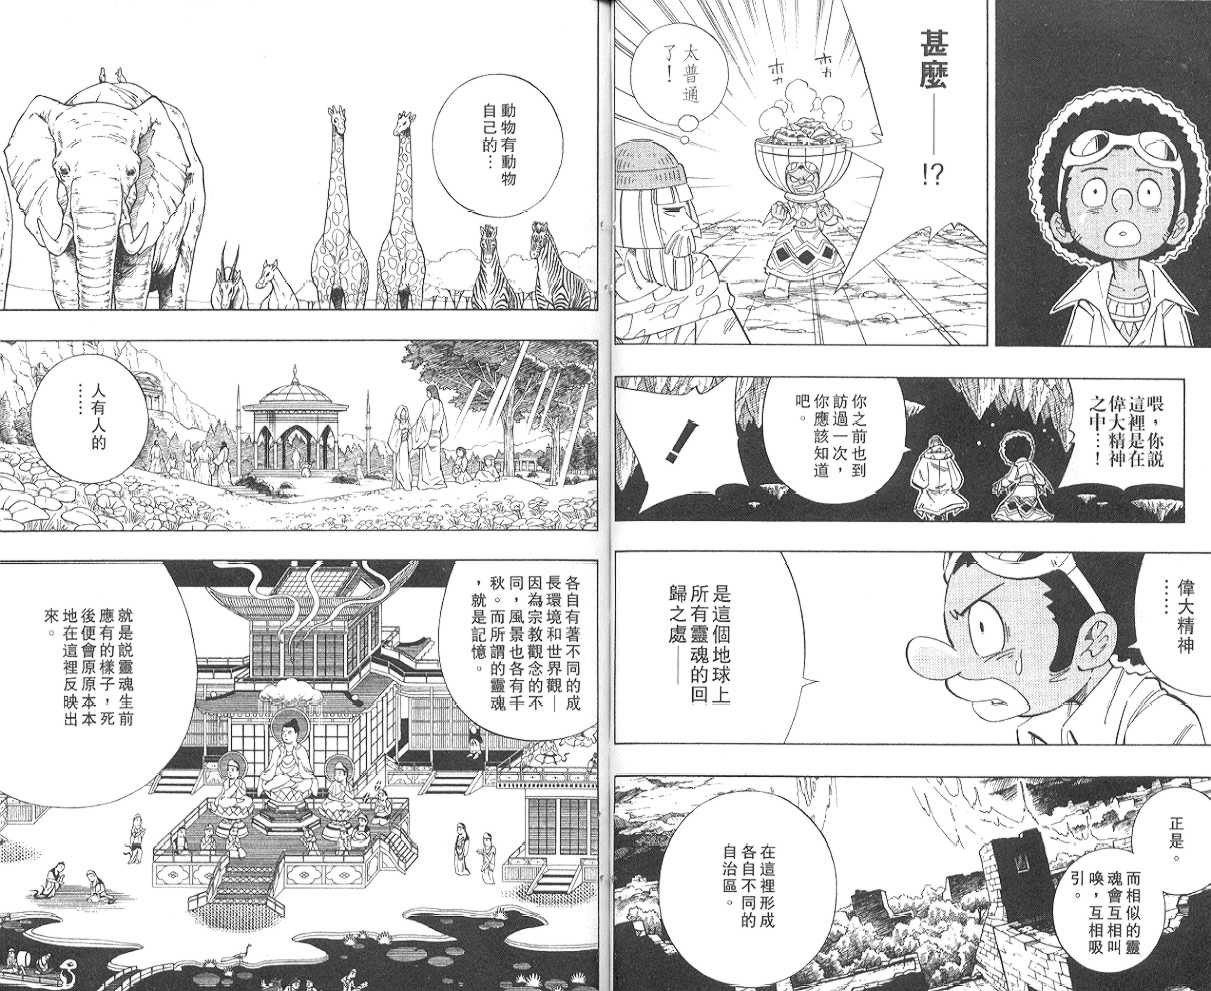 甚麼——
!?
太普通
了！
ホカ
ホカ
喂，你説
這裡是在
偉大精神
之中…！
你之前也到
訪過一次，
你應該知道
吧。
！
偉大精神
……
是這個地球上
所有靈魂的回
歸之處——
正是。
而相似的靈
魂會互相叫
喚，互相吸
引。
在這裡形成
各自不同的
自治區。
動物有動物
自己的…
人有人的
……
各自有著不同的成
長環境和世界觀—
因為宗教觀念的不
同，風景也各有千
秋。而所謂的靈魂
，就是記憶。
就是説靈魂生前
應有的樣子，死
後便會原原本本
地在這裡反映出
來。